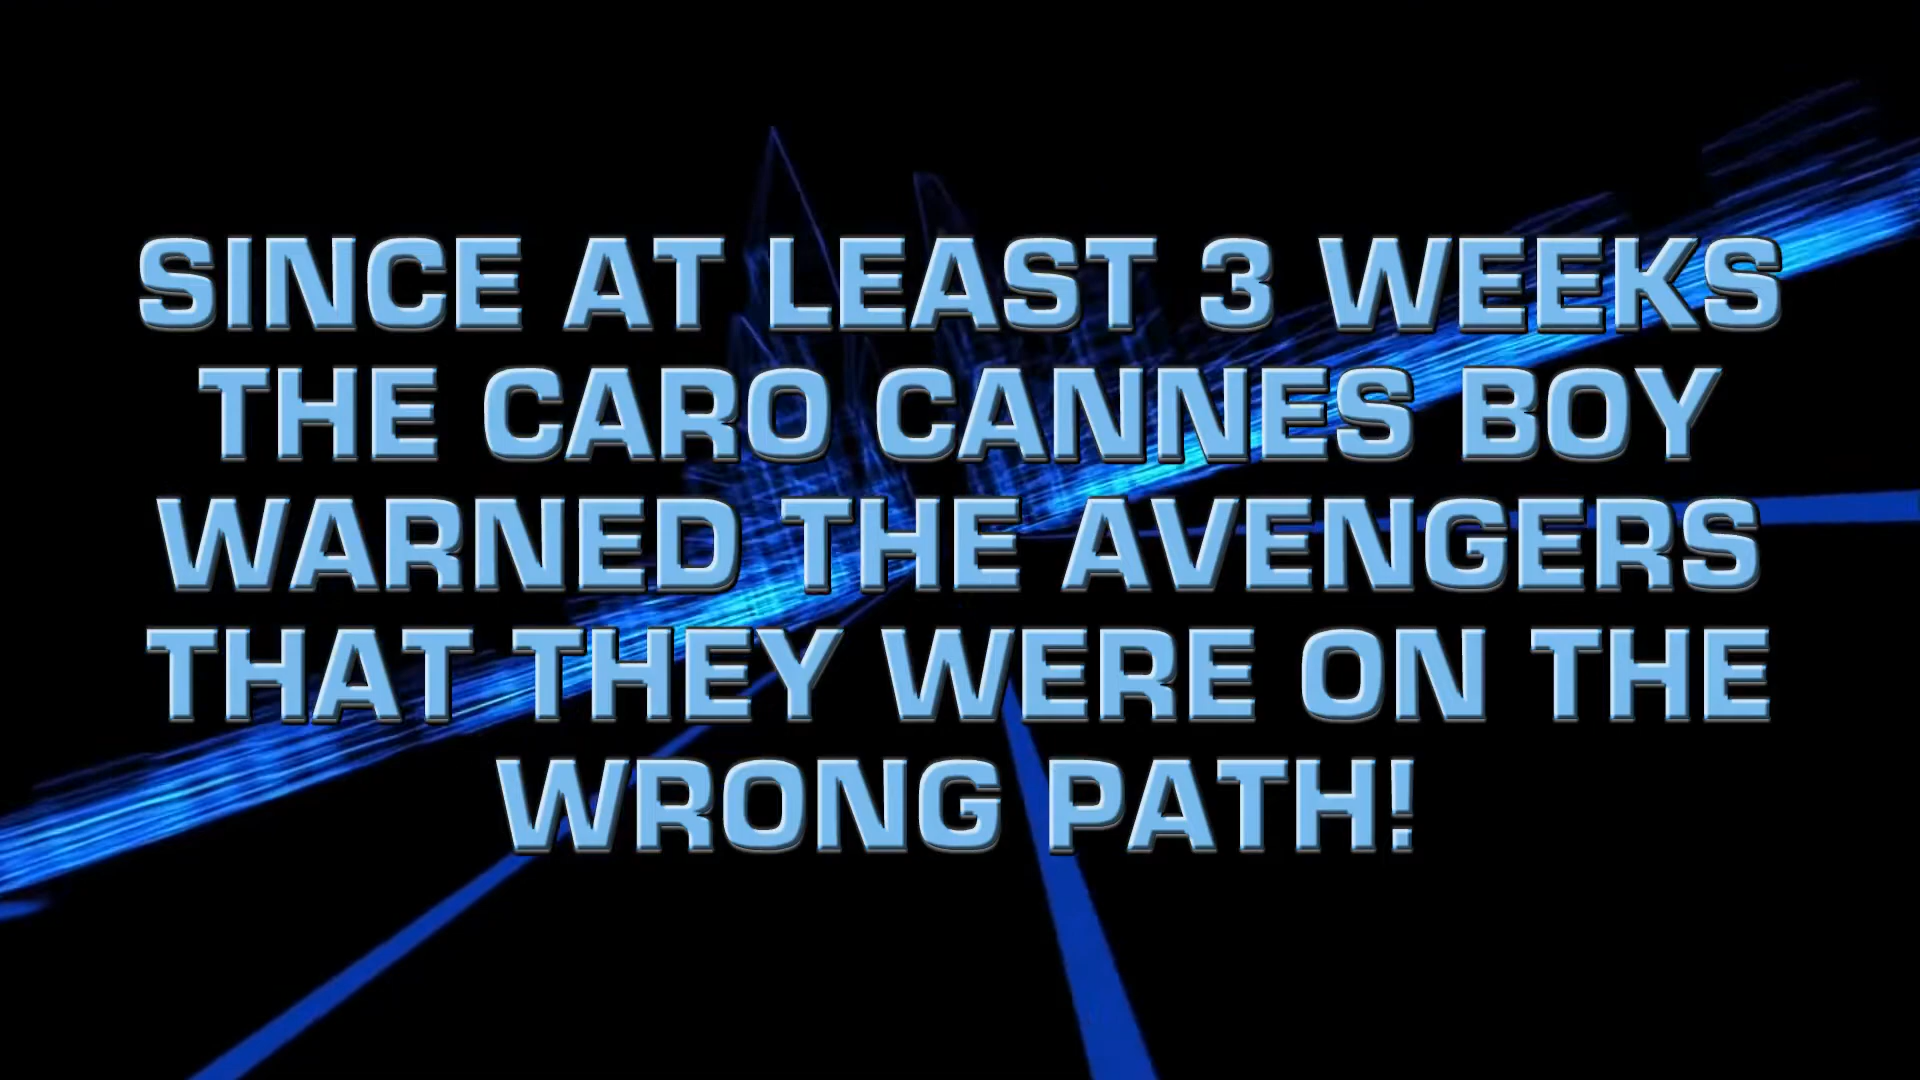 SINCE AT LEAST 3 WEEKS
THE CARO CANNES BOY
WARNED THE AVENGERS
THAT THEY WERE ON THE
WRONG PATH!